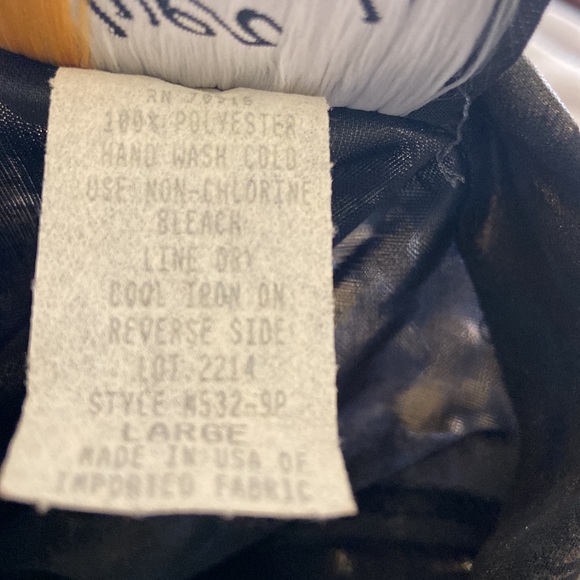 100% POLYESTER
HAND WASH COLD
USE NON-CHLORINE
BLEACH
LINE DRY
COOL IRON ON
REVERSE SIDE
LOT.2214
STYLE
LARGE
MADE IN USA OF
IMPORTED FABRIC